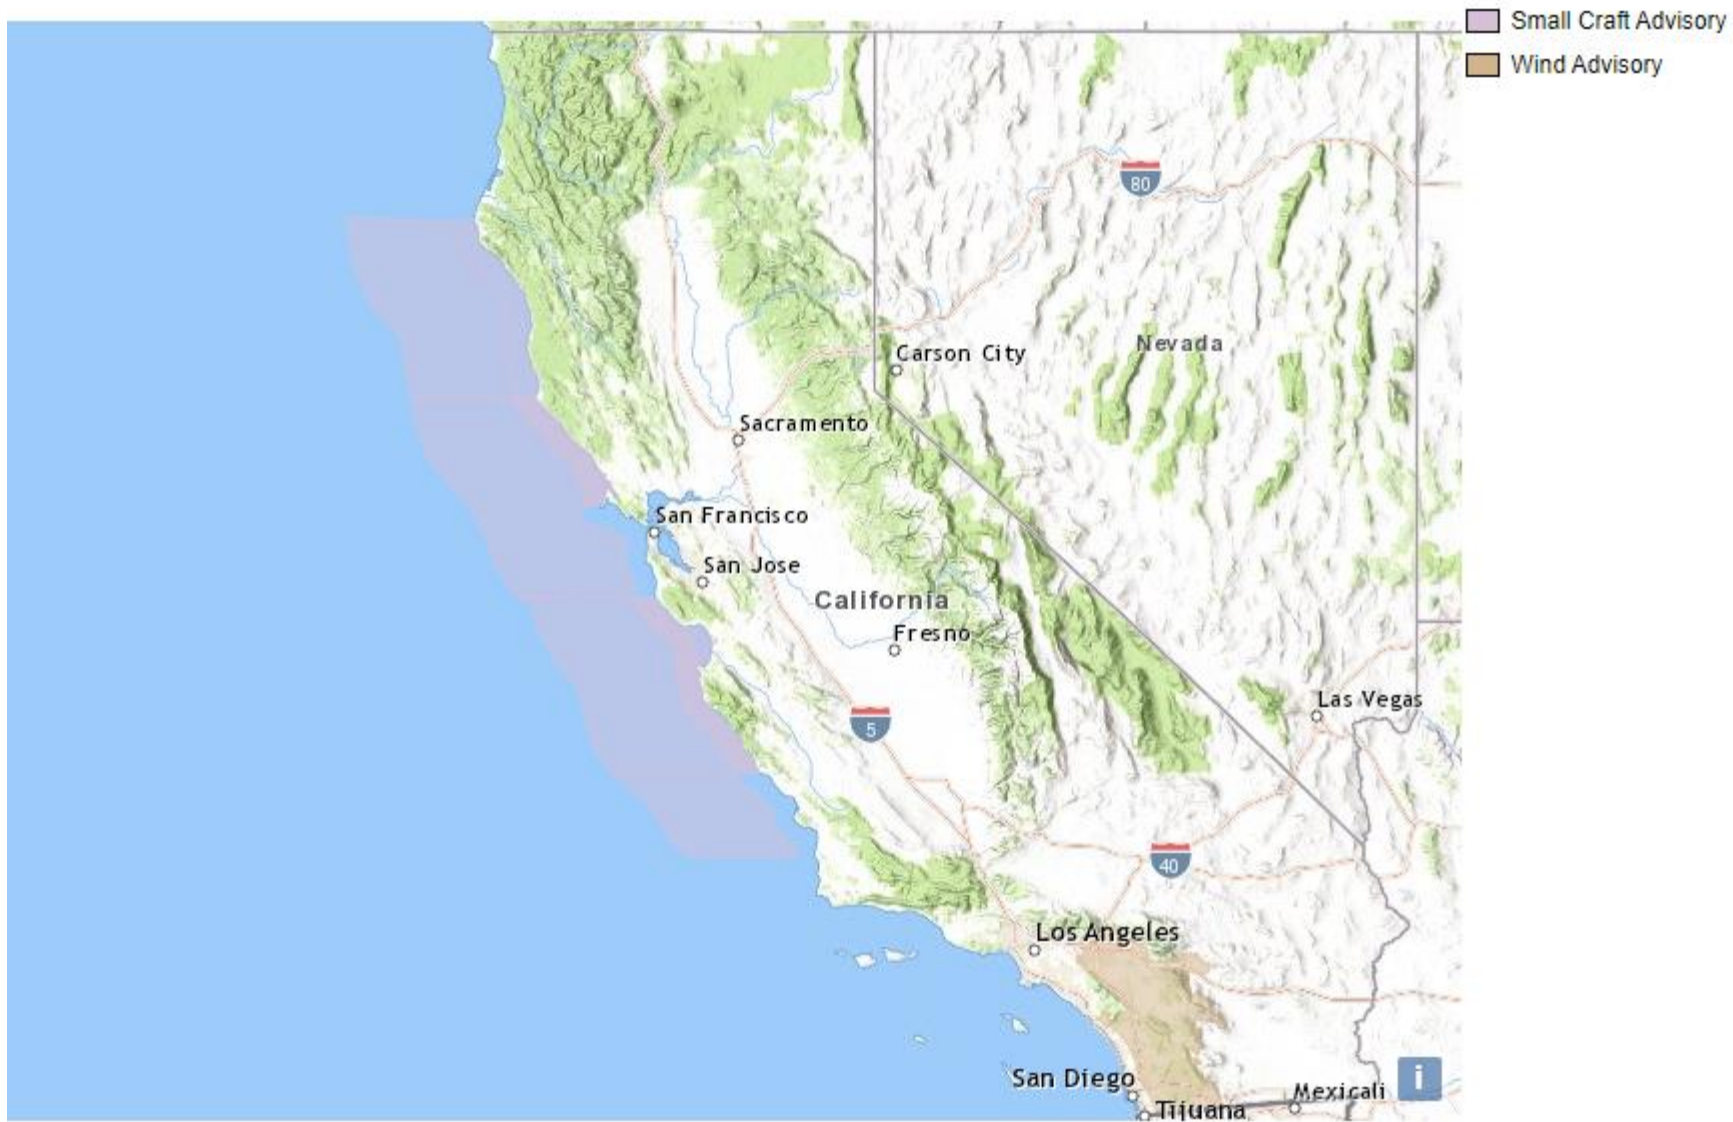 Small Craft Advisory
Wind Advisory
80
Nevada
Carson City
Sacramento
San Francisco
San Jose
California
Fresno
Las Vegas
5
40
Los Angeles
San Diego
Mexicali
Tijuana
i